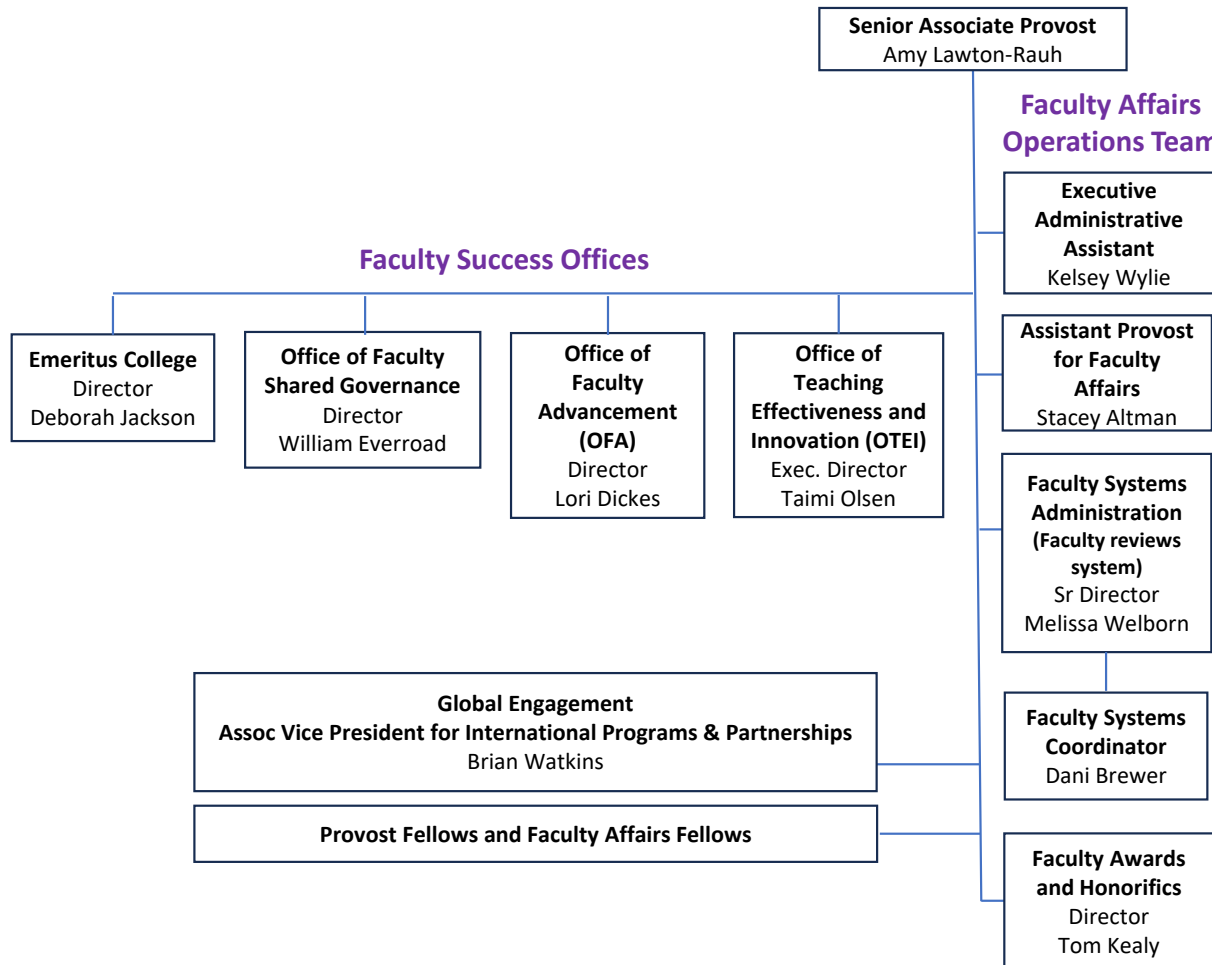 Senior Associate Provost
Amy Lawton-Rauh
Faculty Affairs
Operations Team
Executive
Administrative
Assistant
Kelsey Wylie
Faculty Success Offices
Emeritus College
Director
Deborah Jackson
Office of Faculty
Shared Governance
Director
William Everroad
Office of
Faculty
Advancement
(OFA)
Director
Lori Dickes
Office of
Teaching
Effectiveness and
Innovation (OTEI)
Exec. Director
Taimi Olsen
Assistant Provost
for Faculty
Affairs
Stacey Altman
Faculty Systems
Administration
(Faculty reviews
system)
Sr Director
Melissa Welborn
Global Engagement
Assoc Vice President for International Programs & Partnerships
Brian Watkins
Faculty Systems
Coordinator
Dani Brewer
Provost Fellows and Faculty Affairs Fellows
Faculty Awards
and Honorifics
Director
Tom Kealy